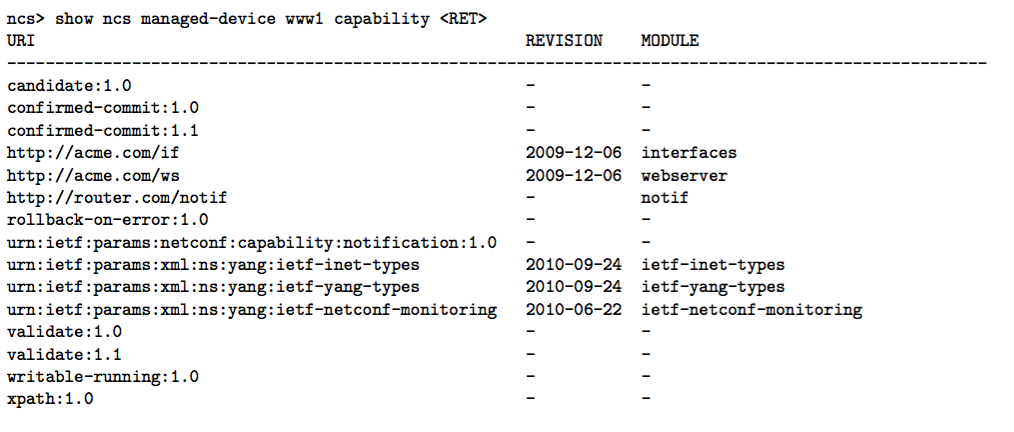 ncs> show ncs managed-device www1 capability <RET>
URI REVISION MODULE
------------------------------------------------------------------------------------------------------
candidate:1.0 - -
confirmed-commit:1.0 - -
confirmed-commit:1.1 - -
http://acme.com/if 2009-12-06 interfaces
http://acme.com/ws 2009-12-06 webserver
http://router.com/notif - notif
rollback-on-error:1.0 - -
urn:ietf:params:netconf:capability:notification:1.0 - -
urn:ietf:params:xml:ns:yang:ietf-inet-types 2010-09-24 ietf-inet-types
urn:ietf:params:xml:ns:yang:ietf-yang-types 2010-09-24 ietf-yang-types
urn:ietf:params:xml:ns:yang:ietf-netconf-monitoring 2010-06-22 ietf-netconf-monitoring
validate:1.0 - -
validate:1.1 - -
writable-running:1.0 - -
xpath:1.0 - -